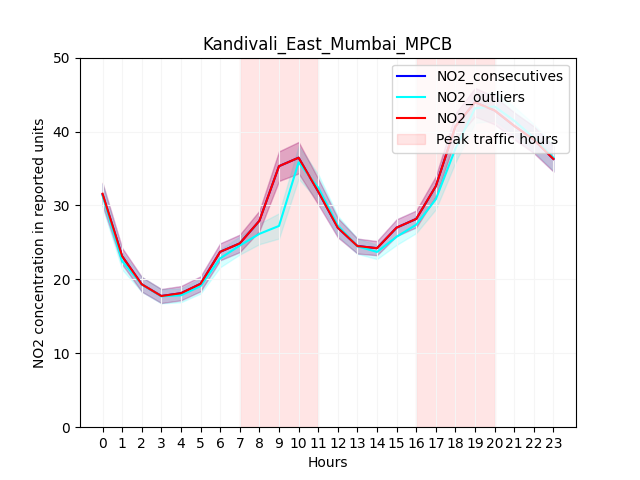 Kandivali_East_Mumbai_MPCB
NO2 concentration in reported units
50
40
30
20
10
0
NO2_consecutives
NO2_outliers
NO2
Peak traffic hours
0 1 2 3 4 5 6 7 8 9 10 11 12 13 14 15 16 17 18 19 20 21 22 23
Hours